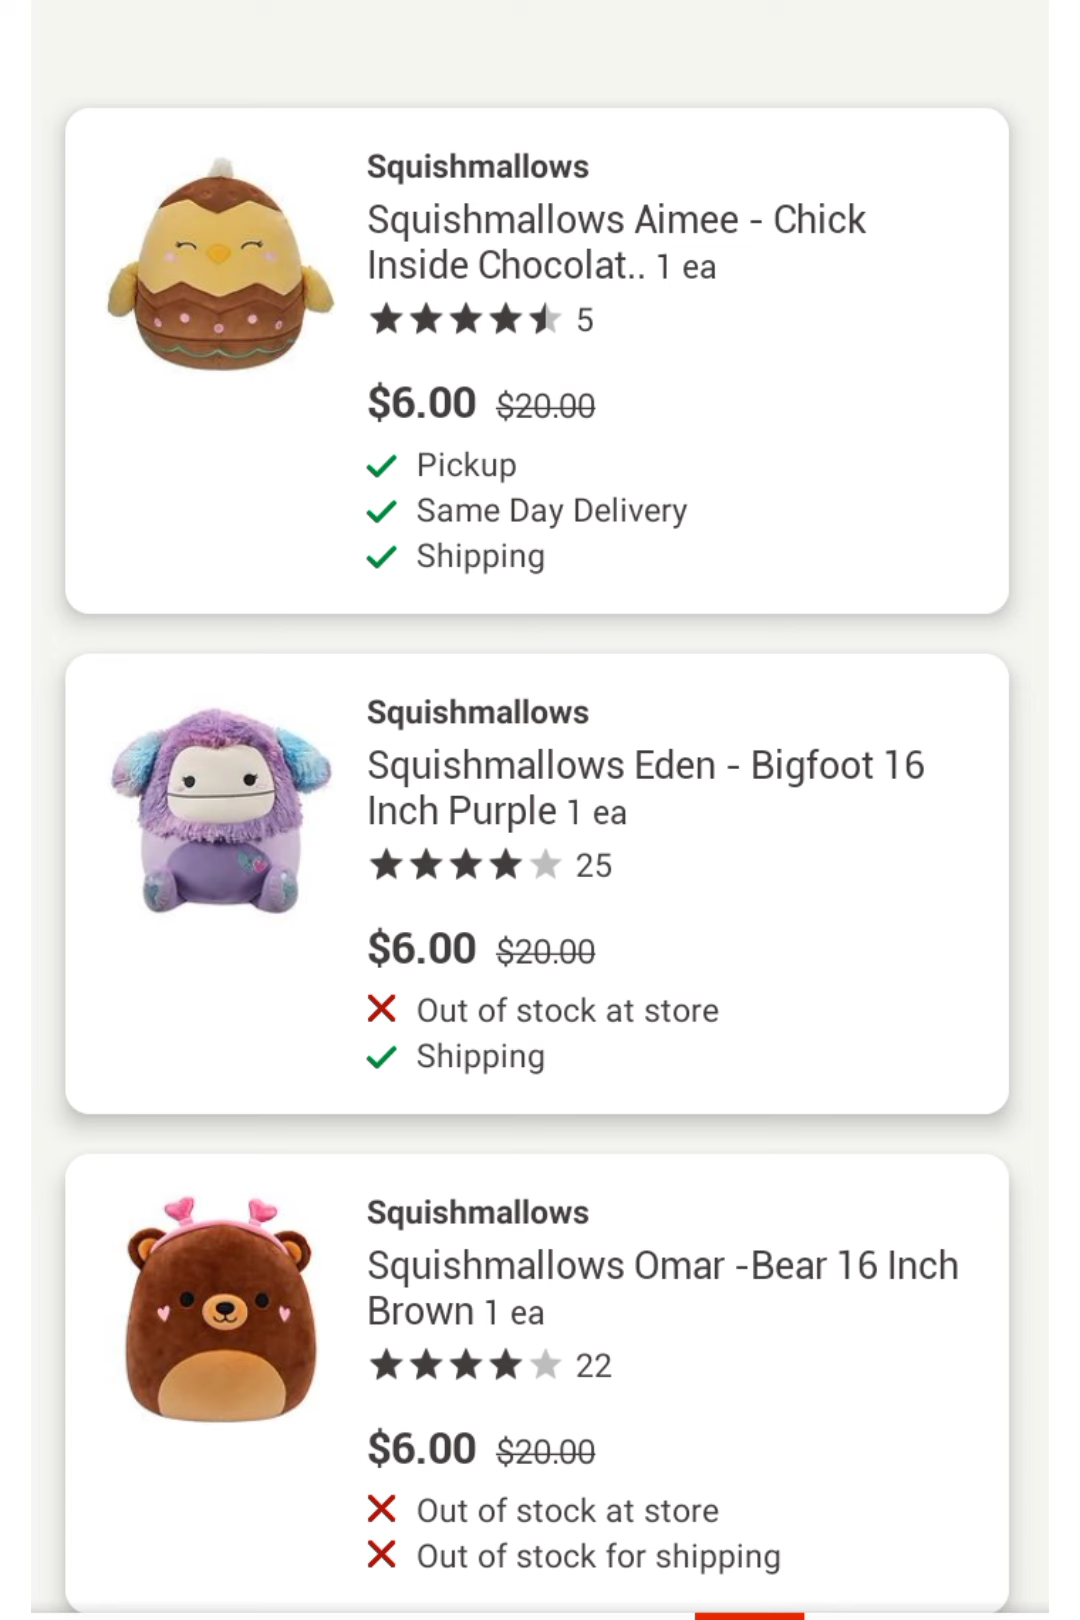 Squishmallows
Squishmallows Aimee - Chick
Inside Chocolat.. 1 ea
5
$6.00 $20.00
Pickup
Same Day Delivery
Shipping
Squishmallows
Squishmallows Eden - Bigfoot 16
Inch Purple 1 ea
25
$6.00 $20.00
Out of stock at store
Shipping
Squishmallows
Squishmallows Omar -Bear 16 Inch
Brown 1 ea
22
$6.00 $20.00
Out of stock at store
Out of stock for shipping